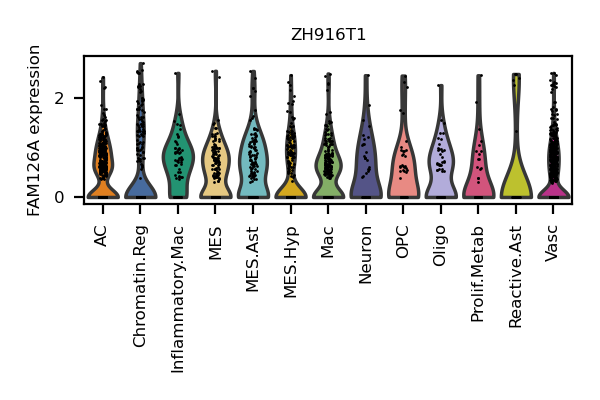 ZH916T1
FAM126A expression
2
0
AC
Chromatin.Reg
Inflammatory.Mac
MES
MES.Ast
MES.Hyp
Mac
Neuron
OPC
Oligo
Prolif.Metab
Reactive.Ast
Vasc